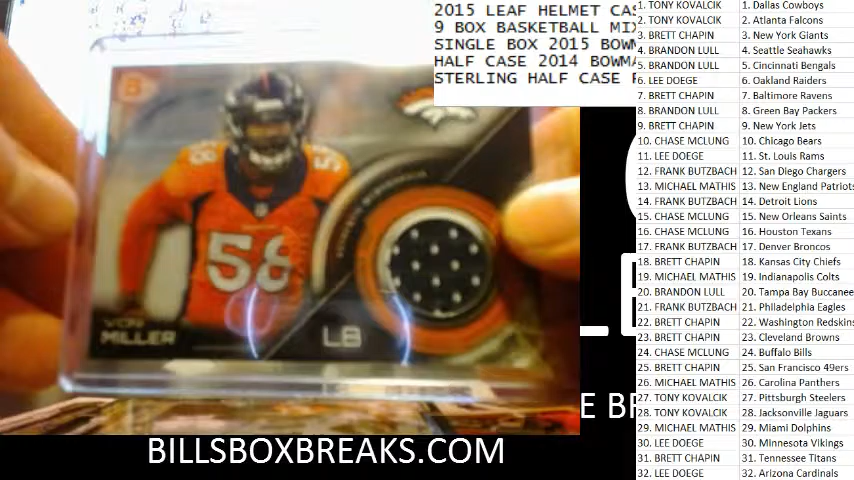 2015 LEAF HELMET CAS
9 BOX BASKETBALL MIX
SINGLE BOX 2015 BOWM
HALF CASE 2014 BOWMA
STERLING HALF CASE
1. TONY KOVALCIK 1. Dallas Cowboys
2. TONY KOVALCIK 2. Atlanta Falcons
3. BRETT CHAPIN 3. New York Giants
4. BRANDON LULL 4. Seattle Seahawks
5. BRANDON LULL 5. Cincinnati Bengals
6. LEE DOEGE 6. Oakland Raiders
7. BRETT CHAPIN 7. Baltimore Ravens
8. BRANDON LULL 8. Green Bay Packers
9. BRETT CHAPIN 9. New York Jets
10. CHASE MCLUNG 10. Chicago Bears
11. LEE DOEGE 11. St. Louis Rams
12. FRANK BUTZBACH 12. San Diego Chargers
13. MICHAEL MATHIS 13. New England Patriots
14. FRANK BUTZBACH 14. Detroit Lions
15. CHASE MCLUNG 15. New Orleans Saints
16. CHASE MCLUNG 16. Houston Texans
17. FRANK BUTZBACH 17. Denver Broncos
18. BRETT CHAPIN 18. Kansas City Chiefs
19. MICHAEL MATHIS 19. Indianapolis Colts
20. BRANDON LULL 20. Tampa Bay Buccanee
21. FRANK BUTZBACH 21. Philadelphia Eagles
22. BRETT CHAPIN 22. Washington Redskins
23. BRETT CHAPIN 23. Cleveland Browns
24. CHASE MCLUNG 24. Buffalo Bills
25. BRETT CHAPIN 25. San Francisco 49ers
26. MICHAEL MATHIS 26. Carolina Panthers
27. TONY KOVALCIK 27. Pittsburgh Steelers
28. TONY KOVALCIK 28. Jacksonville Jaguars
29. MICHAEL MATHIS 29. Miami Dolphins
30. LEE DOEGE 30. Minnesota Vikings
31. BRETT CHAPIN 31. Tennessee Titans
32. LEE DOEGE 32. Arizona Cardinals
B
58
58
58
VON
MILLER
LB
E BR
BILLSBOXBREAKS.COM